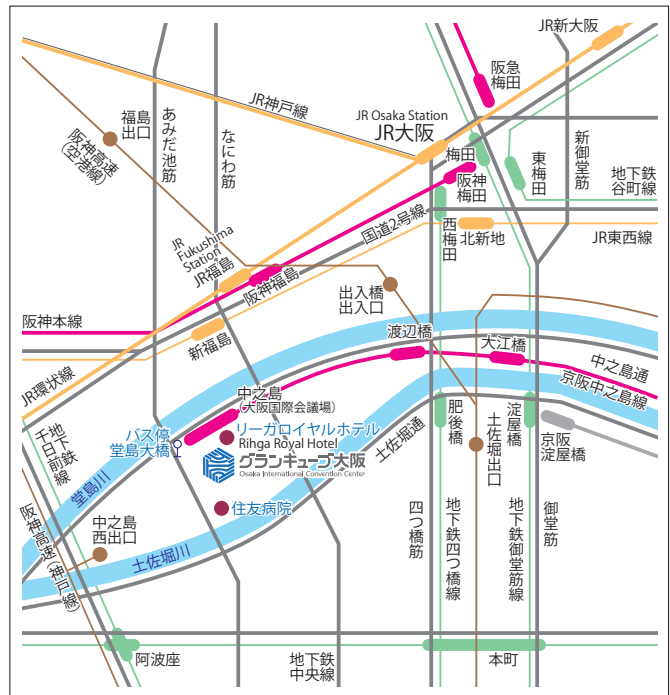 JR新大阪
阪急
梅田
JR神戸線
JR Osaka Station
JR大阪
福島
出口
阪神高速
(空港線)
あみだ池筋
なにわ筋
梅田
阪神
梅田
東梅田
新御堂筋
地下鉄
谷町線
国道2号線
西梅田
北新地
JR東西線
JR
Fukushima
Station
JR福島
阪神福島
出入橋
出入口
阪神本線
新福島
渡辺橋
大江橋
中之島通
京阪中之島線
JR環状線
中之島
(大阪国際会議場)
バス停
堂島大橋
リーガロイヤルホテル
Rihga Royal Hotel
グランキューブ大阪
Osaka International Convention Center
土佐堀通
肥後橋
土佐堀出口
淀屋橋
京阪
淀屋橋
地下鉄
千日前線
堂島川
住友病院
中之島
西出口
阪神高速(神戸線)
土佐堀川
四つ橋筋
地下鉄四つ橋線
地下鉄御堂筋線
御堂筋
阿波座
地下鉄
中央線
本町